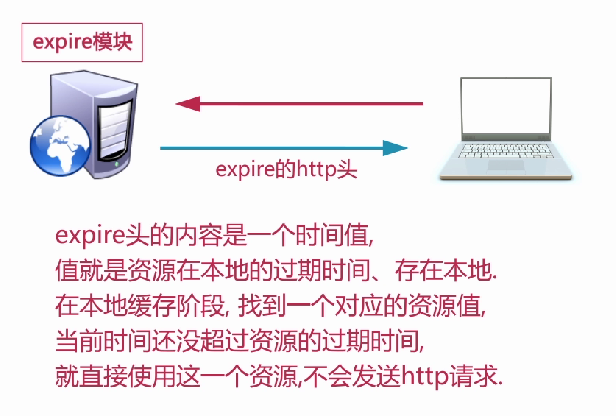 expire模块
expire的http头
expire头的内容是一个时间值,
值就是资源在本地的过期时间、存在本地.
在本地缓存阶段, 找到一个对应的资源值,
当前时间还没超过资源的过期时间,
就直接使用这一个资源,不会发送http请求.